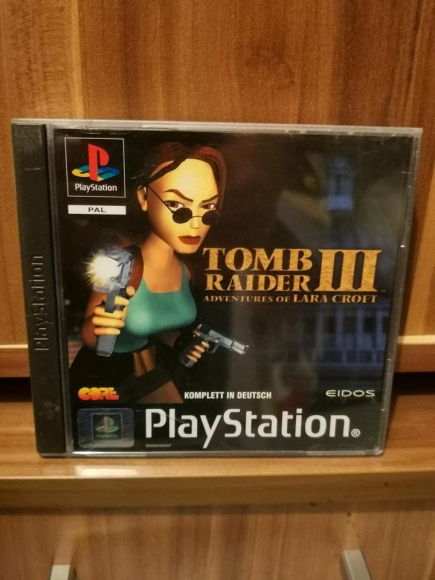 PlayStation
PAL
PlayStation
TOMB
RAIDER III
ADVENTURES OF LARA CROFT
CORE
KOMPLETT IN DEUTSCH
EIDOS
PlayStation®